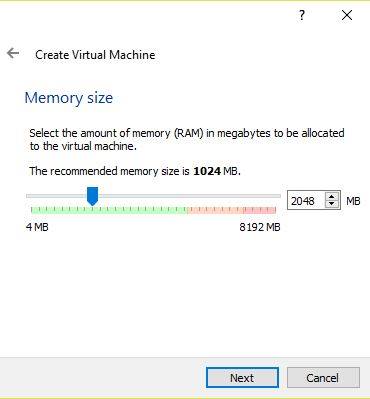 ?
Create Virtual Machine
Memory size
Select the amount of memory (RAM) in megabytes to be allocated
to the virtual machine.
The recommended memory size is 1024 MB.
2048 MB
4 MB 8192 MB
Next Cancel